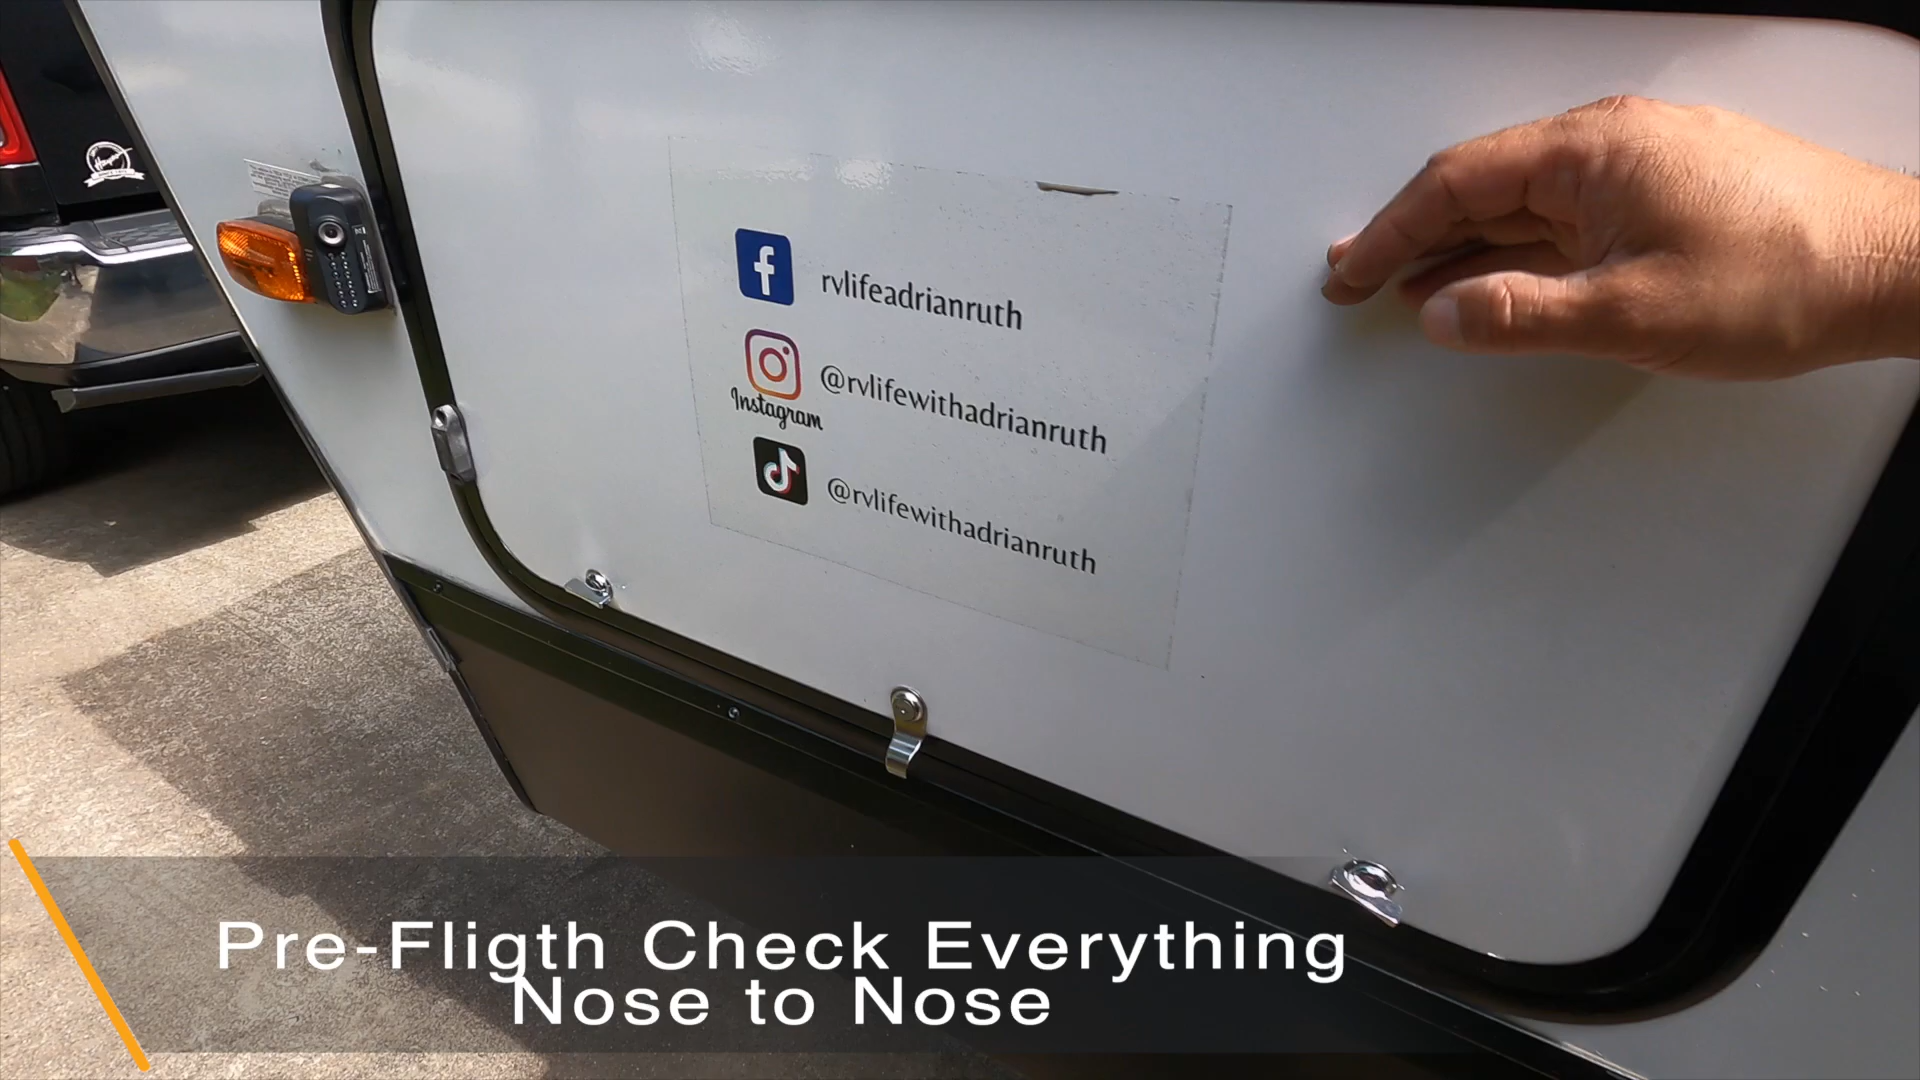 rvlifeadrianruth
@rvlifewithadrianruth
Instagram
@rvlifewithadrianruth
Pre-Fligth Check Everything
Nose to Nose